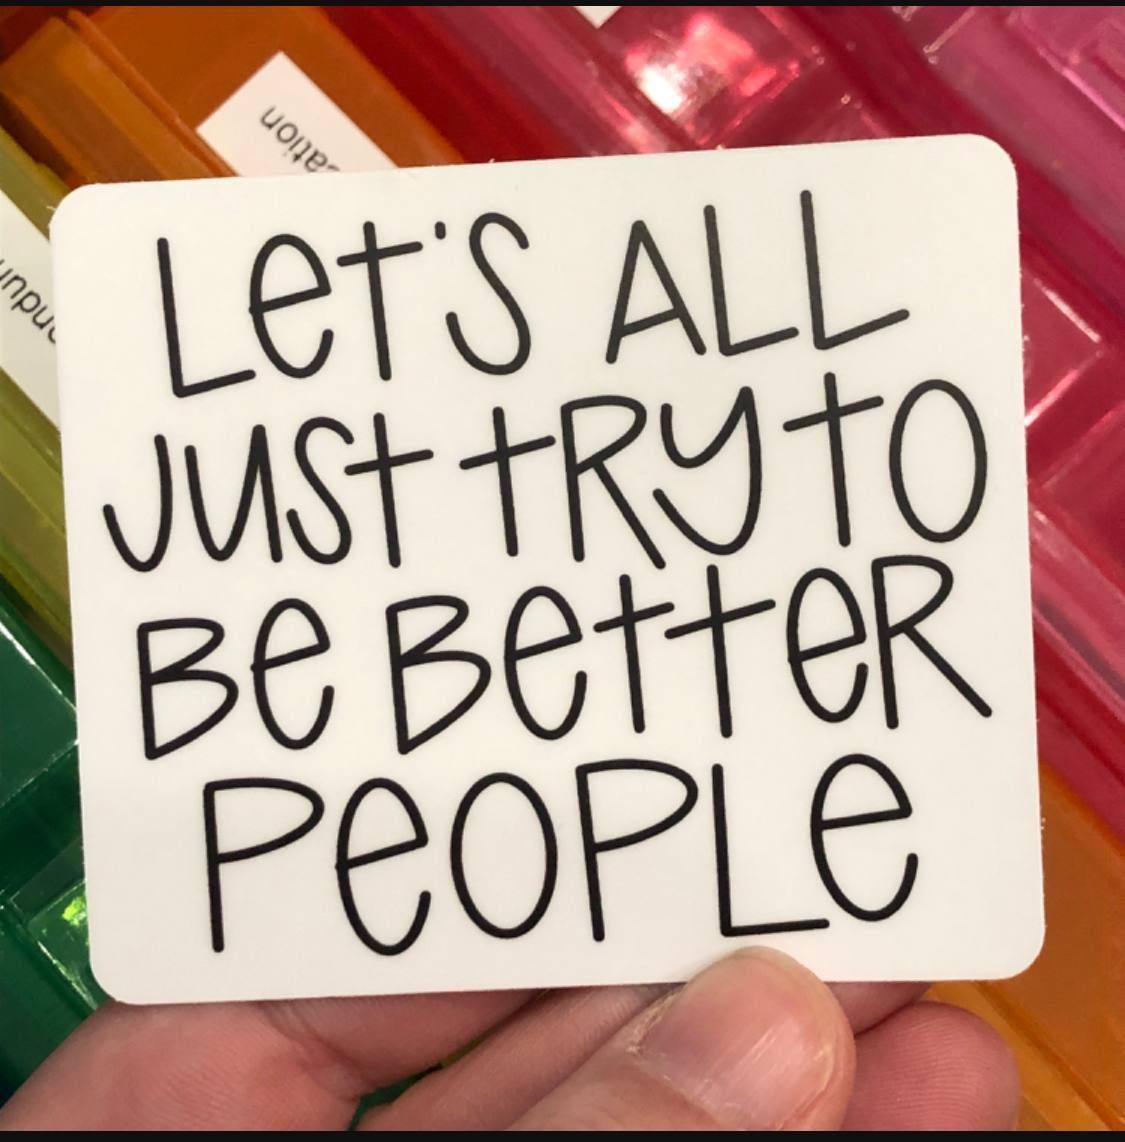 Let's ALL
Just tRy to
Be BetteR
PeoPLe